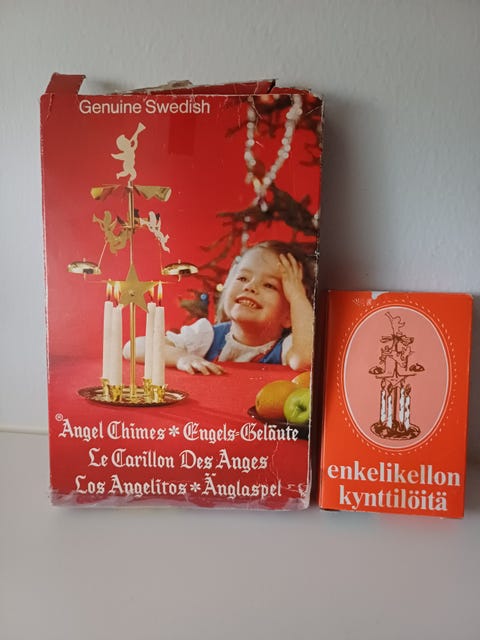 Genuine Swedish
®Angel Chimes * Engels-Geläute
Le Carillon Des Anges
Los Angelitos * Änglaspel
enkelikellon
kynttilöitä